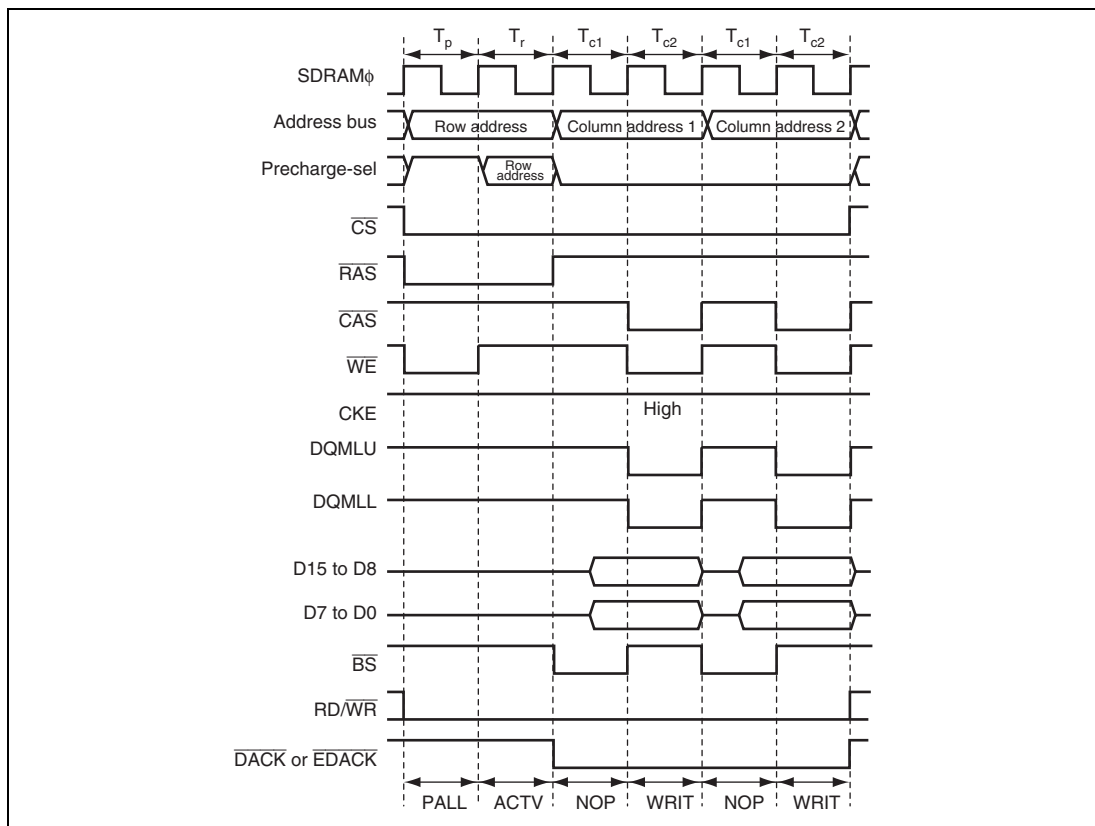 Tp Tr Tc1 Tc2 Tc1 Tc2
SDRAMϕ
Address bus Row address Column address 1 Column address 2
Precharge-sel Row address
CS
RAS
CAS
WE
CKE High
DQMLU
DQMLL
D15 to D8
D7 to D0
BS
RD/WR
DACK or EDACK
PALL ACTV NOP WRIT NOP WRIT